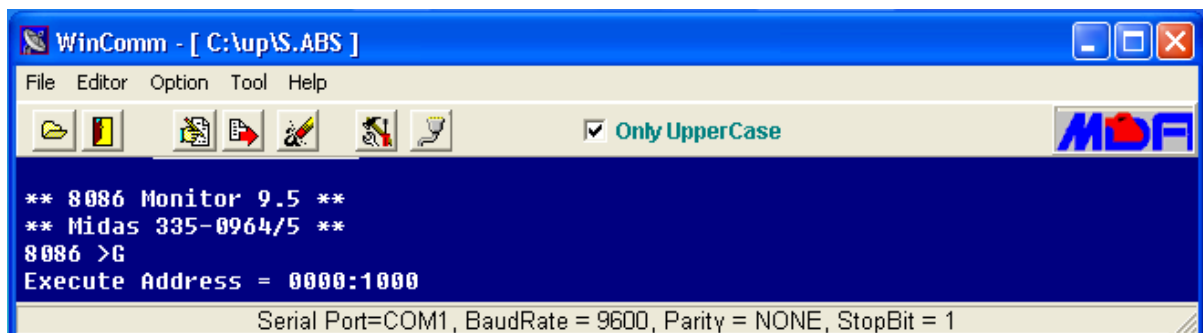 WinComm - [ C:\up\S.ABS ]
File Editor Option Tool Help
Only UpperCase
MDA
** 8086 Monitor 9.5 **
** Midas 335-0964/5 **
8086 >G
Execute Address = 0000:1000
Serial Port=COM1, BaudRate = 9600, Parity = NONE, StopBit = 1